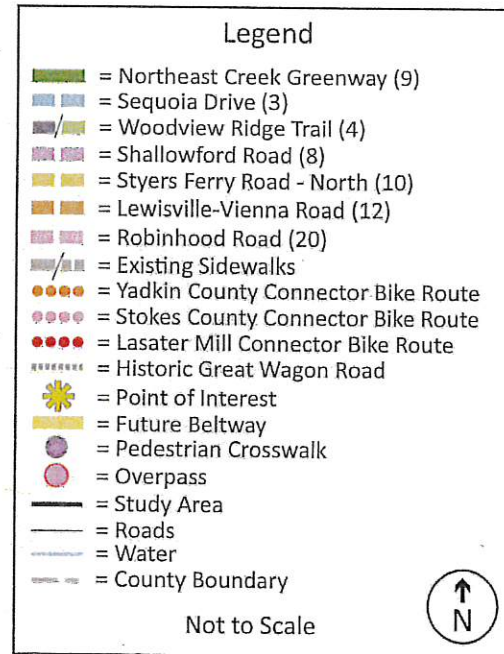 Legend
= Northeast Creek Greenway (9)
= Sequoia Drive (3)
= Woodview Ridge Trail (4)
= Shallowford Road (8)
= Styers Ferry Road - North (10)
= Lewisville-Vienna Road (12)
= Robinhood Road (20)
= Existing Sidewalks
= Yadkin County Connector Bike Route
= Stokes County Connector Bike Route
= Lasater Mill Connector Bike Route
= Historic Great Wagon Road
= Point of Interest
= Future Beltway
= Pedestrian Crosswalk
= Overpass
= Study Area
= Roads
= Water
= County Boundary
Not to Scale
N